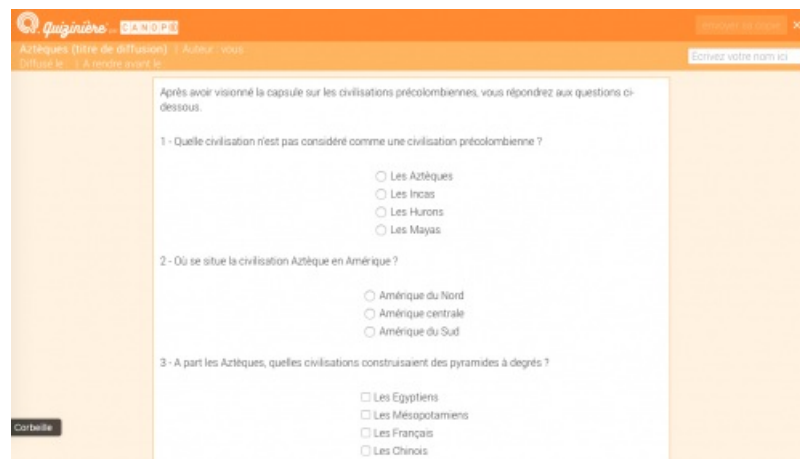 Quizinière CANOPÉ
Envoyer sa copie ×
Aztèques (titre de diffusion) | Auteur : vous
Diffusé le : | A rendre avant le :
Ecrivez votre nom ici
Après avoir visionné la capsule sur les civilisations précolombiennes, vous répondrez aux questions ci-
dessous.
1 - Quelle civilisation n'est pas considéré comme une civilisation précolombienne ?
Les Aztèques
Les Incas
Les Hurons
Les Mayas
2 - Où se situe la civilisation Aztèque en Amérique ?
Amérique du Nord
Amérique centrale
Amérique du Sud
3 - A part les Aztèques, quelles civilisations construisaient des pyramides à degrés ?
Les Egyptiens
Les Mésopotamiens
Les Français
Les Chinois
Corbeille